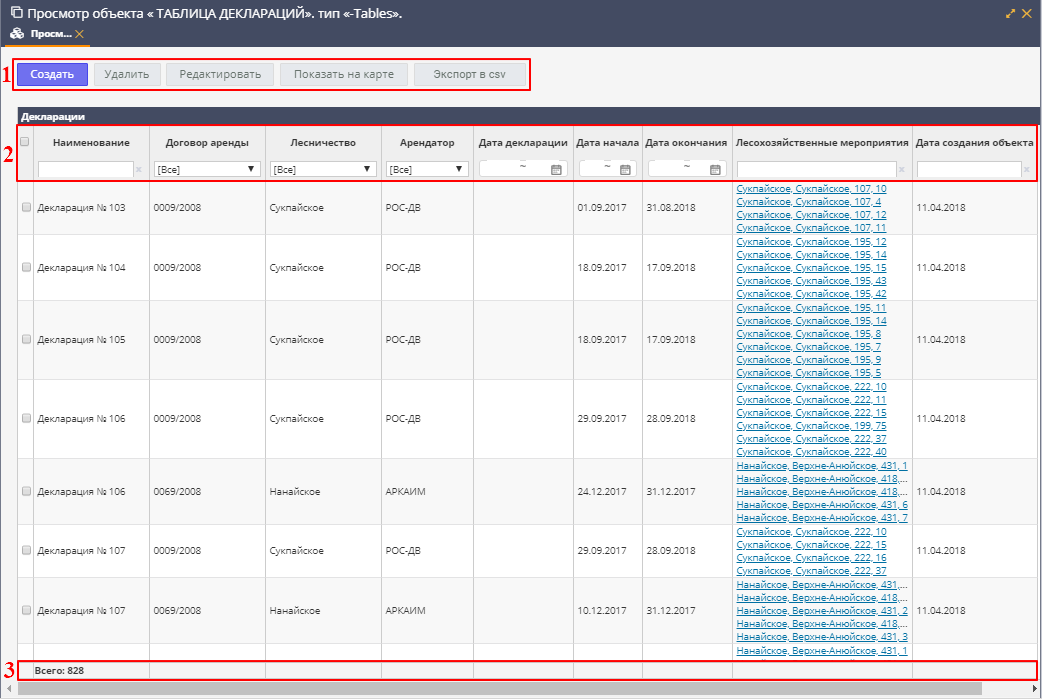 Просмотр объекта « ТАБЛИЦА ДЕКЛАРАЦИЙ». тип «-Tables».
Просм...
1 Создать Удалить Редактировать Показать на карте Экспорт в csv
Декларации
2 Наименование Договор аренды Лесничество Арендатор Дата декларации Дата начала Дата окончания Лесохозяйственные мероприятия Дата создания объекта
[Все] [Все] [Все] ~ ~ ~
Декларация № 103 0009/2008 Сукпайское РОС-ДВ 01.09.2017 31.08.2018 11.04.2018
Сукпайское, Сукпайское, 107, 10
Сукпайское, Сукпайское, 107, 4
Сукпайское, Сукпайское, 107, 12
Сукпайское, Сукпайское, 107, 11
Декларация № 104 0009/2008 Сукпайское РОС-ДВ 18.09.2017 17.09.2018 11.04.2018
Сукпайское, Сукпайское, 195, 12
Сукпайское, Сукпайское, 195, 14
Сукпайское, Сукпайское, 195, 15
Сукпайское, Сукпайское, 195, 43
Сукпайское, Сукпайское, 195, 42
Декларация № 105 0009/2008 Сукпайское РОС-ДВ 18.09.2017 17.09.2018 11.04.2018
Сукпайское, Сукпайское, 195, 11
Сукпайское, Сукпайское, 195, 14
Сукпайское, Сукпайское, 195, 8
Сукпайское, Сукпайское, 195, 7
Сукпайское, Сукпайское, 195, 9
Сукпайское, Сукпайское, 195, 5
Декларация № 106 0009/2008 Сукпайское РОС-ДВ 29.09.2017 28.09.2018 11.04.2018
Сукпайское, Сукпайское, 222, 10
Сукпайское, Сукпайское, 222, 11
Сукпайское, Сукпайское, 222, 15
Сукпайское, Сукпайское, 199, 75
Сукпайское, Сукпайское, 222, 37
Сукпайское, Сукпайское, 222, 40
Декларация № 106 0069/2008 Нанайское АРКАИМ 24.12.2017 31.12.2017 11.04.2018
Нанайское, Верхне-Анюйское, 431, 1
Нанайское, Верхне-Анюйское, 418,...
Нанайское, Верхне-Анюйское, 418,...
Нанайское, Верхне-Анюйское, 431, 6
Нанайское, Верхне-Анюйское, 431, 7
Декларация № 107 0009/2008 Сукпайское РОС-ДВ 29.09.2017 28.09.2018 11.04.2018
Сукпайское, Сукпайское, 222, 10
Сукпайское, Сукпайское, 222, 15
Сукпайское, Сукпайское, 222, 16
Сукпайское, Сукпайское, 222, 37
Декларация № 107 0069/2008 Нанайское АРКАИМ 10.12.2017 31.12.2017 11.04.2018
Нанайское, Верхне-Анюйское, 431,...
Нанайское, Верхне-Анюйское, 418,...
Нанайское, Верхне-Анюйское, 431, 2
Нанайское, Верхне-Анюйское, 418,...
Нанайское, Верхне-Анюйское, 431, 3
Нанайское, Верхне-Анюйское, 431, 1
3 Всего: 828